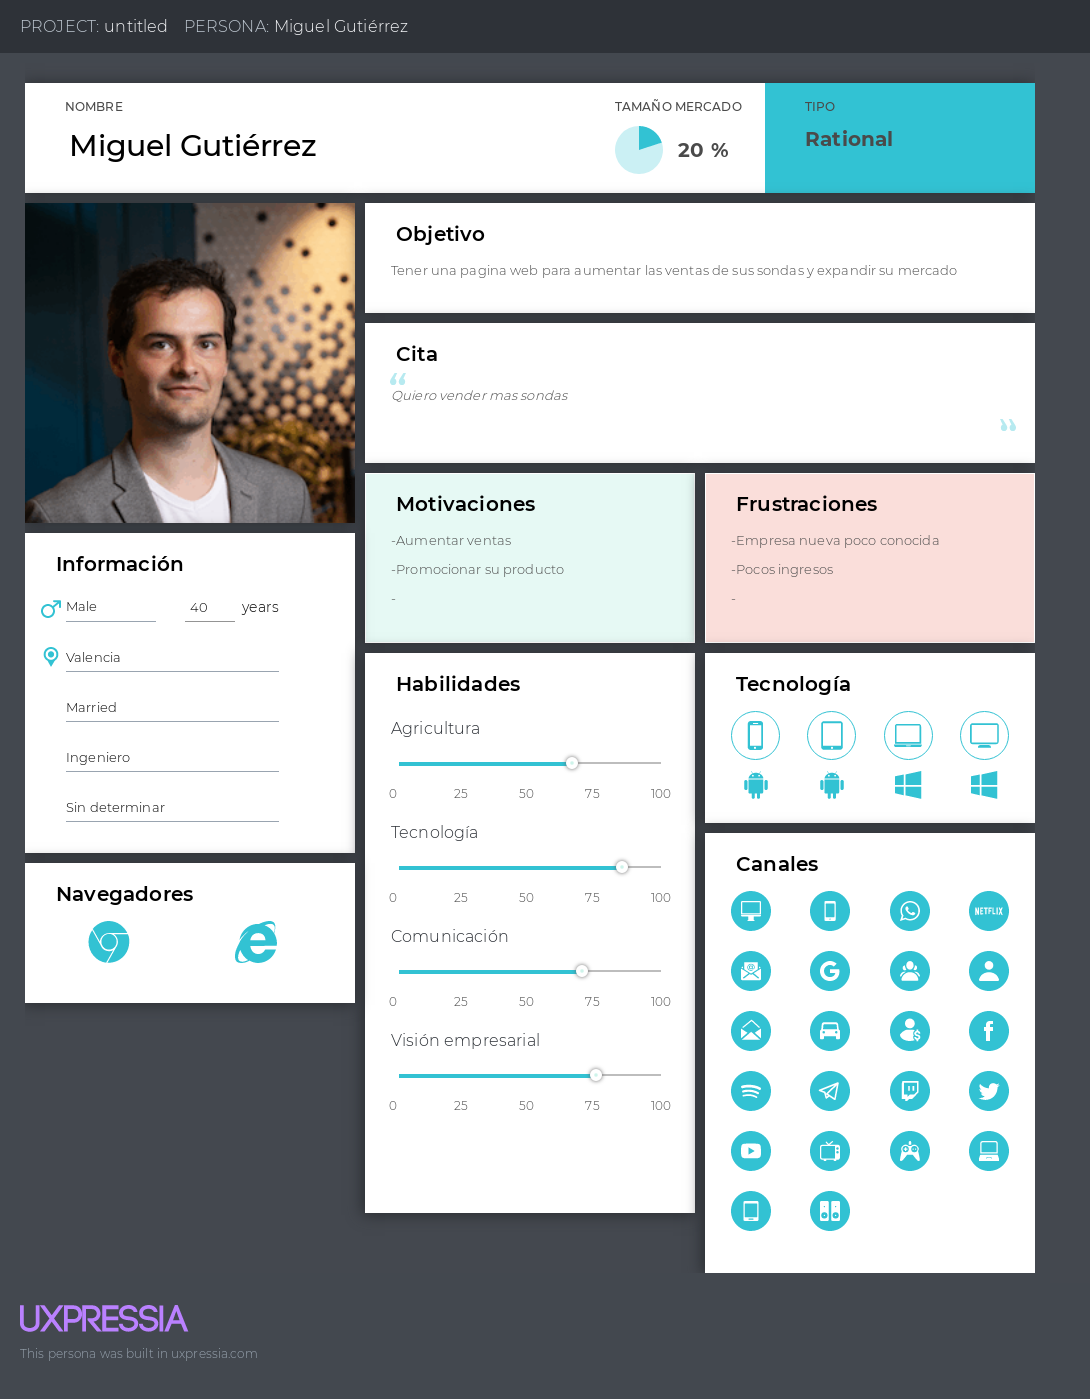 PROJECT: untitled PERSONA: Miguel Gutiérrez
NOMBRE
Miguel Gutiérrez
TAMAÑO MERCADO
20 %
TIPO
Rational
Objetivo
Tener una pagina web para aumentar las ventas de sus sondas y expandir su mercado
Cita
“
Quiero vender mas sondas
”
Motivaciones
-Aumentar ventas
-Promocionar su producto
-
Frustraciones
-Empresa nueva poco conocida
-Pocos ingresos
-
Información
Male 40 years
Valencia
Married
Ingeniero
Sin determinar
Navegadores
Habilidades
Agricultura
0 25 50 75 100
Tecnología
0 25 50 75 100
Comunicación
0 25 50 75 100
Visión empresarial
0 25 50 75 100
Tecnología
Canales
NETFLIX
UXPRESSIA
This persona was built in uxpressia.com